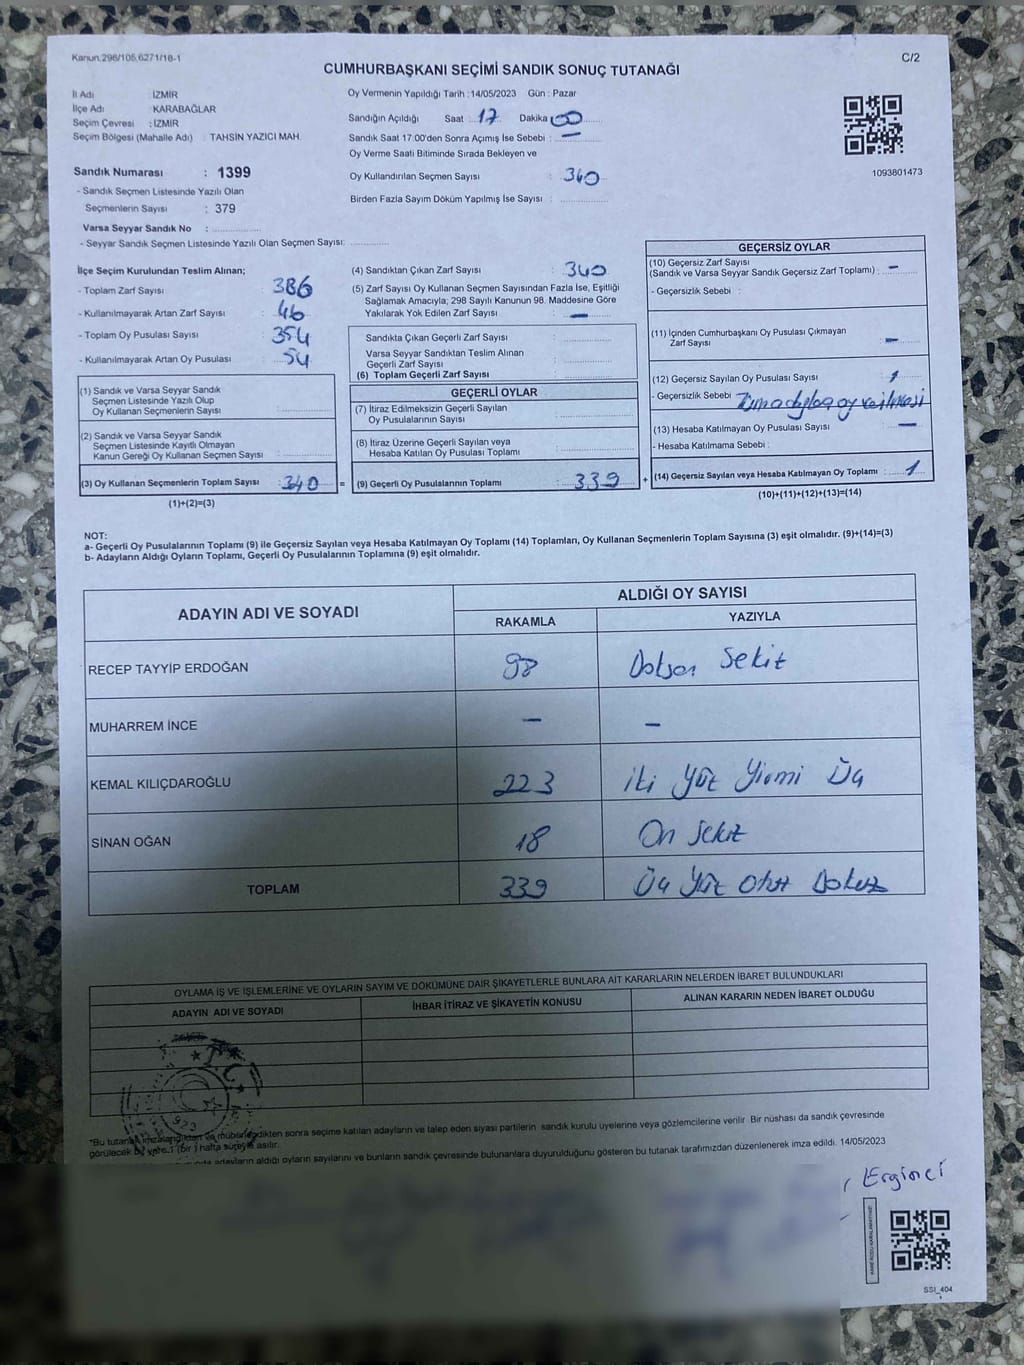 Kanun.298/105,6271/18-1
C/2
CUMHURBAŞKANI SEÇİMİ SANDIK SONUÇ TUTANAĞI
İl Adı : İZMİR
İlçe Adı : KARABAĞLAR
Seçim Çevresi : İZMİR
Seçim Bölgesi (Mahalle Adı) : TAHSİN YAZICI MAH.
Sandık Numarası : 1399
- Sandık Seçmen Listesinde Yazılı Olan
Seçmenlerin Sayısı : 379
Varsa Seyyar Sandık No :
- Seyyar Sandık Seçmen Listesinde Yazılı Olan Seçmen Sayısı:
Oy Vermenin Yapıldığı Tarih : 14/05/2023 Gün : Pazar
Sandığın Açıldığı Saat 17 Dakika 00
Sandık Saat 17:00'den Sonra Açımış İse Sebebi : —
Oy Verme Saati Bitiminde Sırada Bekleyen ve
Oy Kullandırılan Seçmen Sayısı : 340
Birden Fazla Sayım Döküm Yapılmış İse Sayısı :
1093801473
İlçe Seçim Kurulundan Teslim Alınan;
- Toplam Zarf Sayısı : 386
- Kullanılmayarak Artan Zarf Sayısı : 46
- Toplam Oy Pusulası Sayısı : 354
- Kullanılmayarak Artan Oy Pusulası : 54
(1) Sandık ve Varsa Seyyar Sandık
Seçmen Listesinde Yazılı Olup
Oy Kullanan Seçmenlerin Sayısı :
(2) Sandık ve Varsa Seyyar Sandık
Seçmen Listesinde Kayıtlı Olmayan
Kanun Gereği Oy Kullanan Seçmen Sayısı :
(3) Oy Kullanan Seçmenlerin Toplam Sayısı : 340
(1)+(2)=(3)
=
(4) Sandıktan Çıkan Zarf Sayısı : 340
(5) Zarf Sayısı Oy Kullanan Seçmen Sayısından Fazla İse, Eşitliği
Sağlamak Amacıyla; 298 Sayılı Kanunun 98. Maddesine Göre
Yakılarak Yok Edilen Zarf Sayısı : —
Sandıkta Çıkan Geçerli Zarf Sayısı :
Varsa Seyyar Sandıktan Teslim Alınan
Geçerli Zarf Sayısı :
(6) Toplam Geçerli Zarf Sayısı :
GEÇERLİ OYLAR
(7) İtiraz Edilmeksizin Geçerli Sayılan
Oy Pusulalarının Sayısı :
(8) İtiraz Üzerine Geçerli Sayılan veya
Hesaba Katılan Oy Pusulası Toplamı :
(9) Geçerli Oy Pusulalarının Toplamı : 339
+
GEÇERSİZ OYLAR
(10) Geçersiz Zarf Sayısı
(Sandık ve Varsa Seyyar Sandık Geçersiz Zarf Toplamı) : —
- Geçersizlik Sebebi :
(11) İçinden Cumhurbaşkanı Oy Pusulası Çıkmayan
Zarf Sayısı : —
(12) Geçersiz Sayılan Oy Pusulası Sayısı : 1
- Geçersizlik Sebebi oy verilmesi
(13) Hesaba Katılmayan Oy Pusulası Sayısı : —
- Hesaba Katılmama Sebebi :
(14) Geçersiz Sayılan veya Hesaba Katılmayan Oy Toplamı : 1
(10)+(11)+(12)+(13)=(14)
NOT:
a- Geçerli Oy Pusulalarının Toplamı (9) ile Geçersiz Sayılan veya Hesaba Katılmayan Oy Toplamı (14) Toplamları, Oy Kullanan Seçmenlerin Toplam Sayısına (3) eşit olmalıdır. (9)+(14)=(3)
b- Adayların Aldığı Oyların Toplamı, Geçerli Oy Pusulalarının Toplamına (9) eşit olmalıdır.
ADAYIN ADI VE SOYADI
ALDIĞI OY SAYISI
RAKAMLA YAZIYLA
RECEP TAYYİP ERDOĞAN 98 Doksan Sekiz
MUHARREM İNCE — —
KEMAL KILIÇDAROĞLU 223 İki Yüz Yirmi Üç
SİNAN OĞAN 18 On Sekiz
TOPLAM 339 Üç Yüz Otuz Dokuz
OYLAMA İŞ VE İŞLEMLERİNE VE OYLARIN SAYIM VE DÖKÜMÜNE DAİR ŞİKAYETLERLE BUNLARA AİT KARARLARIN NELERDEN İBARET BULUNDUKLARI
ADAYIN ADI VE SOYADI İHBAR İTİRAZ VE ŞİKAYETİN KONUSU ALINAN KARARIN NEDEN İBARET OLDUĞU
T.C.
*Bu tutanak imzalandıktan ve mühürlendikten sonra seçime katılan adayların ve talep eden siyasi partilerin sandık kurulu üyelerine veya gözlemcilerine verilir. Bir nüshası da sandık çevresinde
görülecek bir yere 1 (bir) hafta süreyle asılır.
adayların aldığı oyların sayılarını ve bunların sandık çevresinde bulunanlara duyurulduğunu gösteren bu tutanak tarafımızdan düzenlenerek imza edildi. 14/05/2023
Erginci
SSİ_404